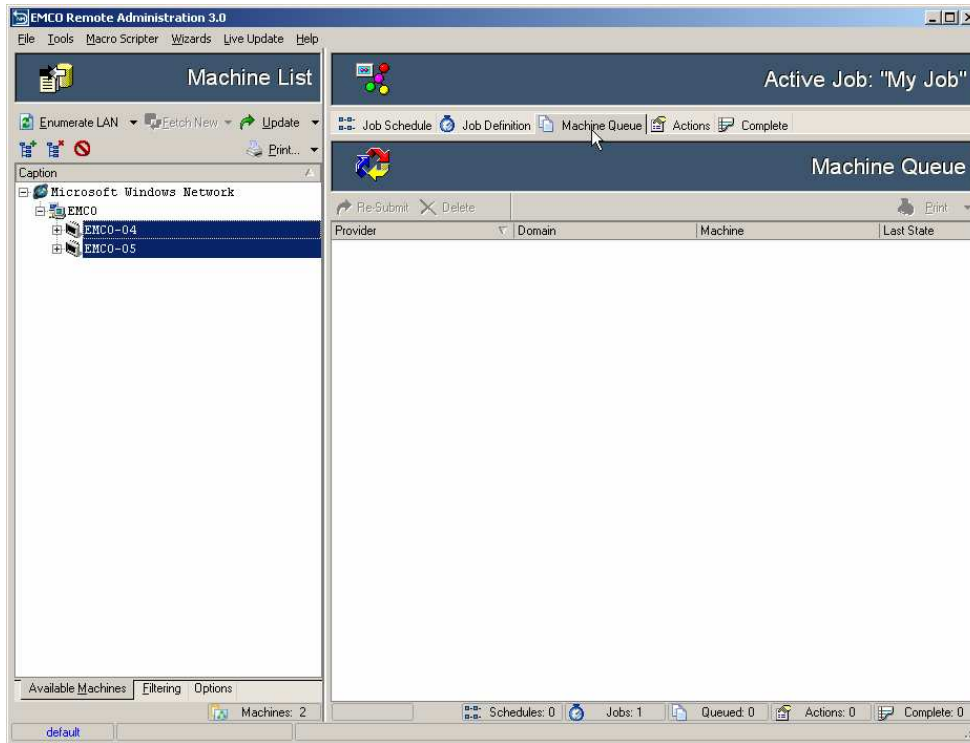 EMCO Remote Administration 3.0
File Tools Macro Scripter Wizards Live Update Help
Machine List
Active Job: "My Job"
Enumerate LAN Fetch New Update
Print...
Job Schedule Job Definition Machine Queue Actions Complete
Machine Queue
Caption
Microsoft Windows Network
EMCO
EMCO-04
EMCO-05
Re-Submit Delete Print
Provider Domain Machine Last State
Available Machines Filtering Options
Machines: 2
Schedules: 0 Jobs: 1 Queued: 0 Actions: 0 Complete: 0
default